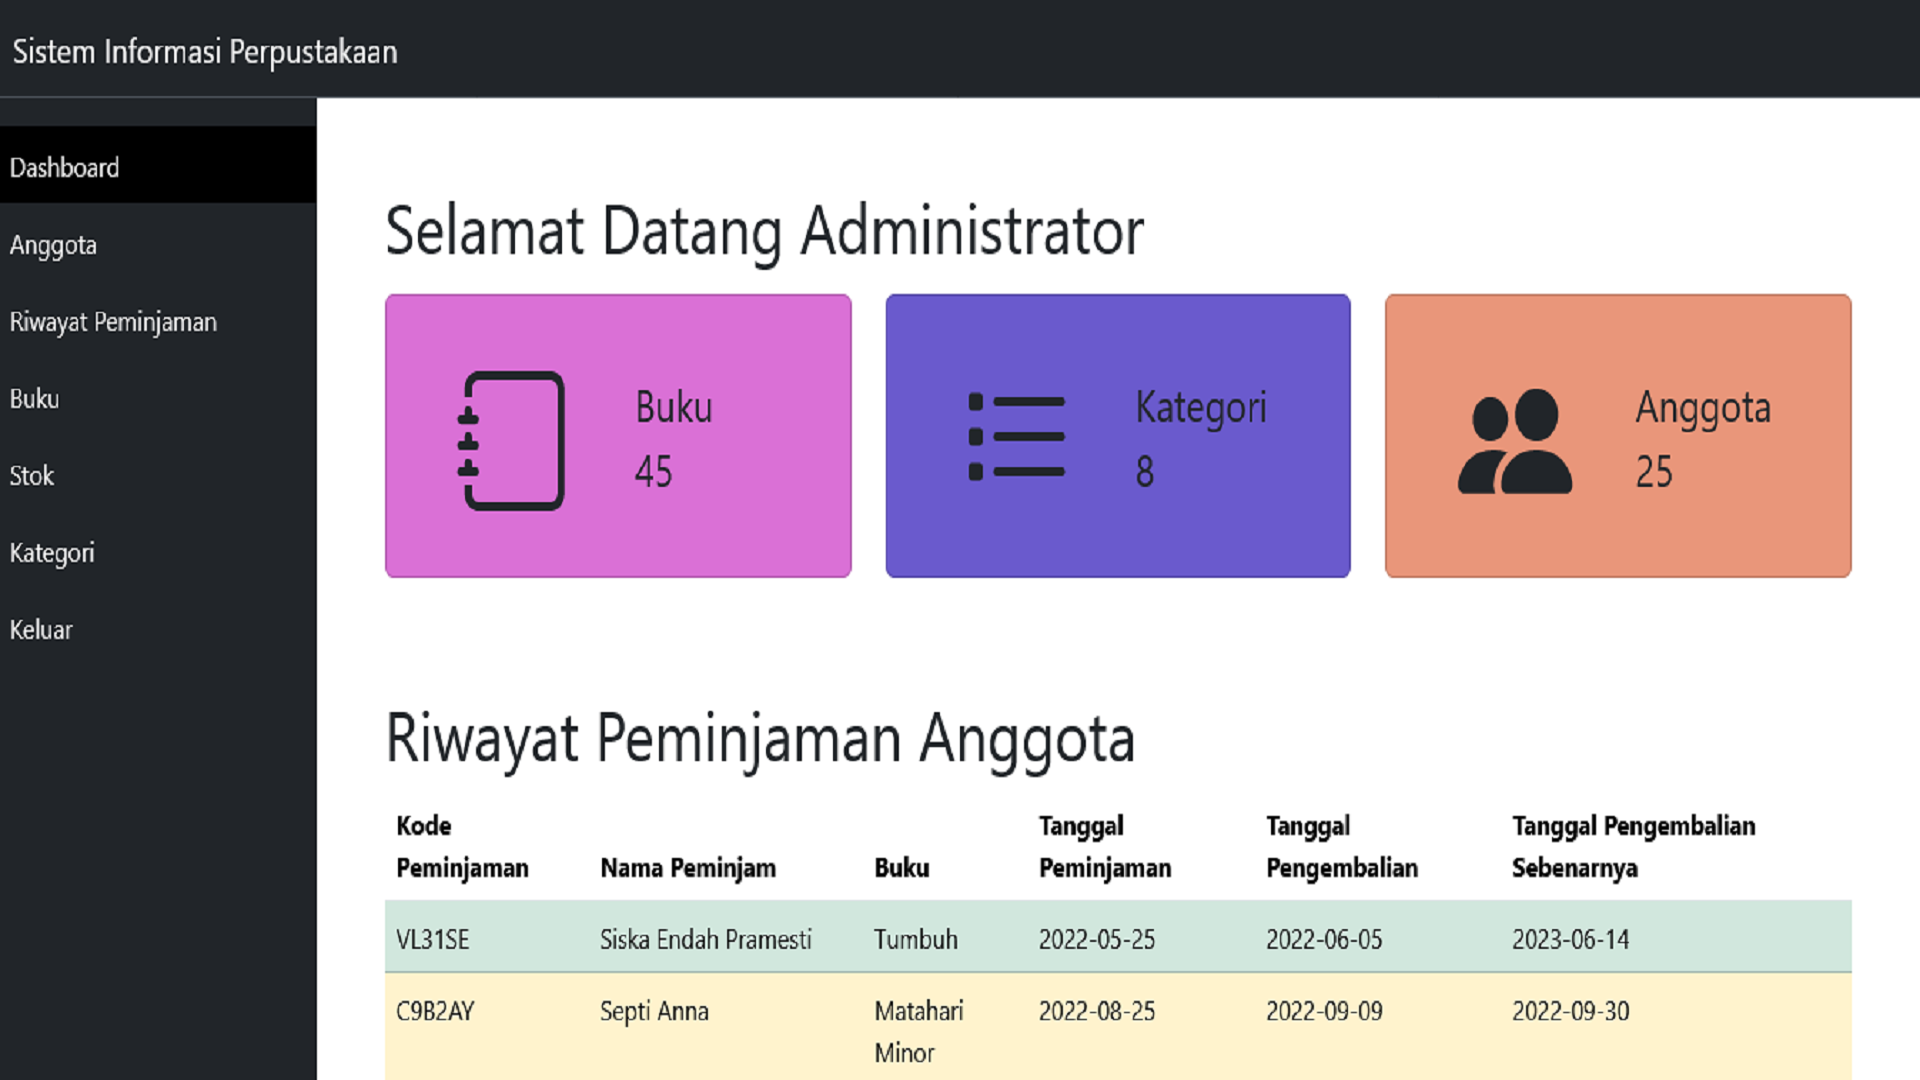 Sistem Informasi Perpustakaan
Dashboard
Anggota
Riwayat Peminjaman
Buku
Stok
Kategori
Keluar
Selamat Datang Administrator
Buku
45
Kategori
8
Anggota
25
Riwayat Peminjaman Anggota
Kode Peminjaman Nama Peminjam Buku Tanggal Peminjaman Tanggal Pengembalian Tanggal Pengembalian Sebenarnya
VL31SE Siska Endah Pramesti Tumbuh 2022-05-25 2022-06-05 2023-06-14
C9B2AY Septi Anna Matahari Minor 2022-08-25 2022-09-09 2022-09-30